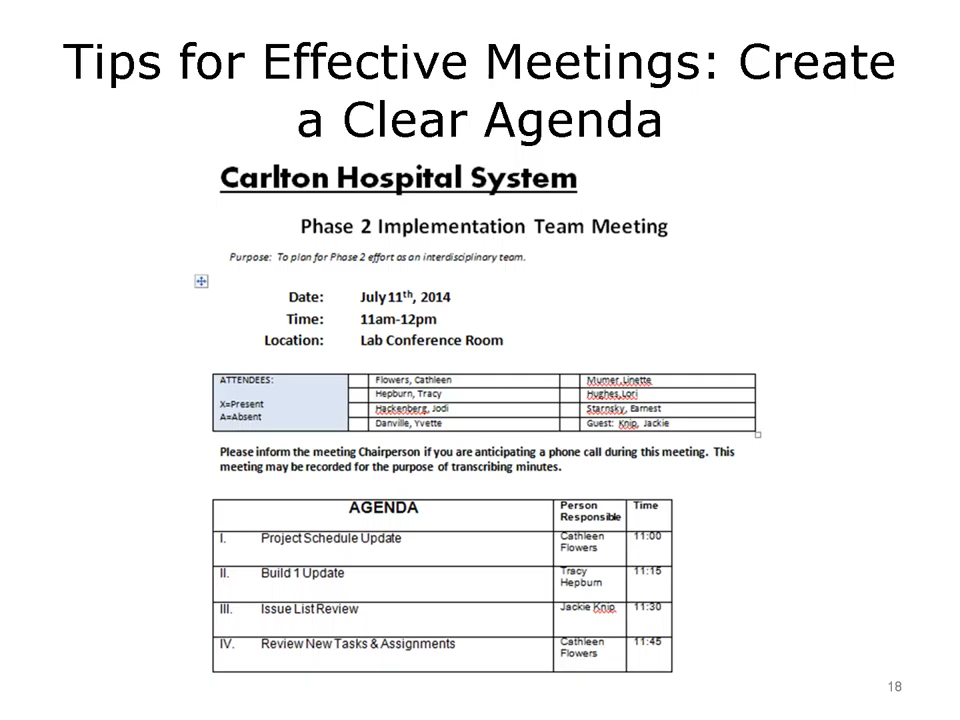 Tips for Effective Meetings: Create
a Clear Agenda
Carlton Hospital System
Phase 2 Implementation Team Meeting
Purpose: To plan for Phase 2 effort as an interdisciplinary team.
Date: July 11th, 2014
Time: 11am-12pm
Location: Lab Conference Room
ATTENDEES: Flowers, Cathleen Mumer, Linette
Hepburn, Tracy Hughes, Lori
X=Present Hackenberg, Jodi Starnsky, Earnest
A=Absent Danville, Yvette Guest: Knip, Jackie
Please inform the meeting Chairperson if you are anticipating a phone call during this meeting. This
meeting may be recorded for the purpose of transcribing minutes.
AGENDA Person Responsible Time
I. Project Schedule Update Cathleen Flowers 11:00
II. Build 1 Update Tracy Hepburn 11:15
III. Issue List Review Jackie Knip 11:30
IV. Review New Tasks & Assignments Cathleen Flowers 11:45
18